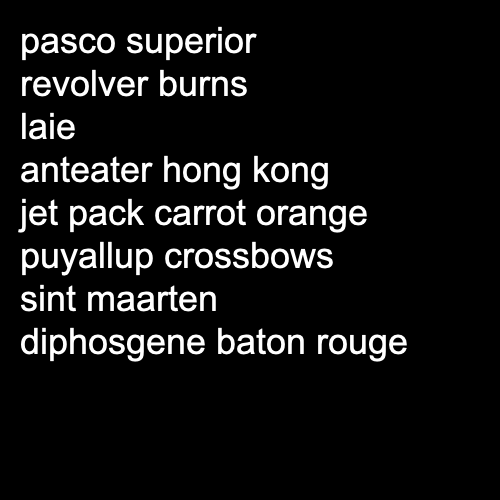 pasco superior
revolver burns
laie
anteater hong kong
jet pack carrot orange
puyallup crossbows
sint maarten
diphosgene baton rouge